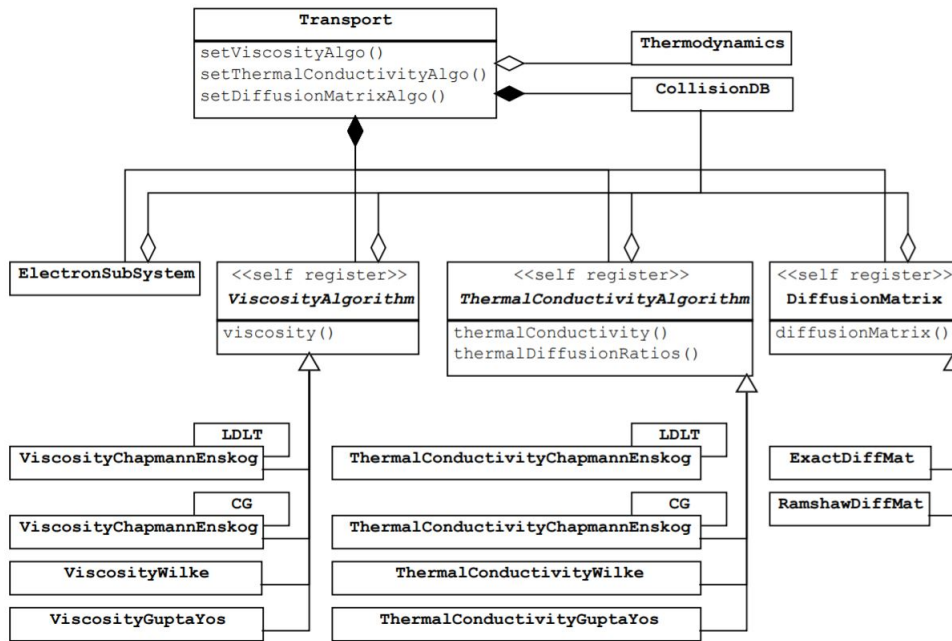 Transport
setViscosityAlgo()
setThermalConductivityAlgo()
setDiffusionMatrixAlgo()
Thermodynamics
CollisionDB
ElectronSubSystem
<<self register>>
ViscosityAlgorithm
viscosity()
<<self register>>
ThermalConductivityAlgorithm
thermalConductivity()
thermalDiffusionRatios()
<<self register>>
DiffusionMatrix
diffusionMatrix()
LDLT
ViscosityChapmannEnskog
CG
ViscosityChapmannEnskog
ViscosityWilke
ViscosityGuptaYos
LDLT
ThermalConductivityChapmannEnskog
CG
ThermalConductivityChapmannEnskog
ThermalConductivityWilke
ThermalConductivityGuptaYos
ExactDiffMat
RamshawDiffMat